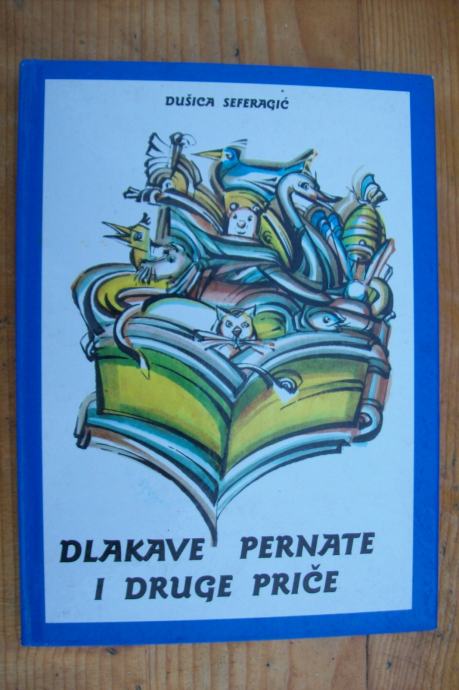 DUŠICA SEFERAGIĆ
DLAKAVE PERNATE
I DRUGE PRIČE